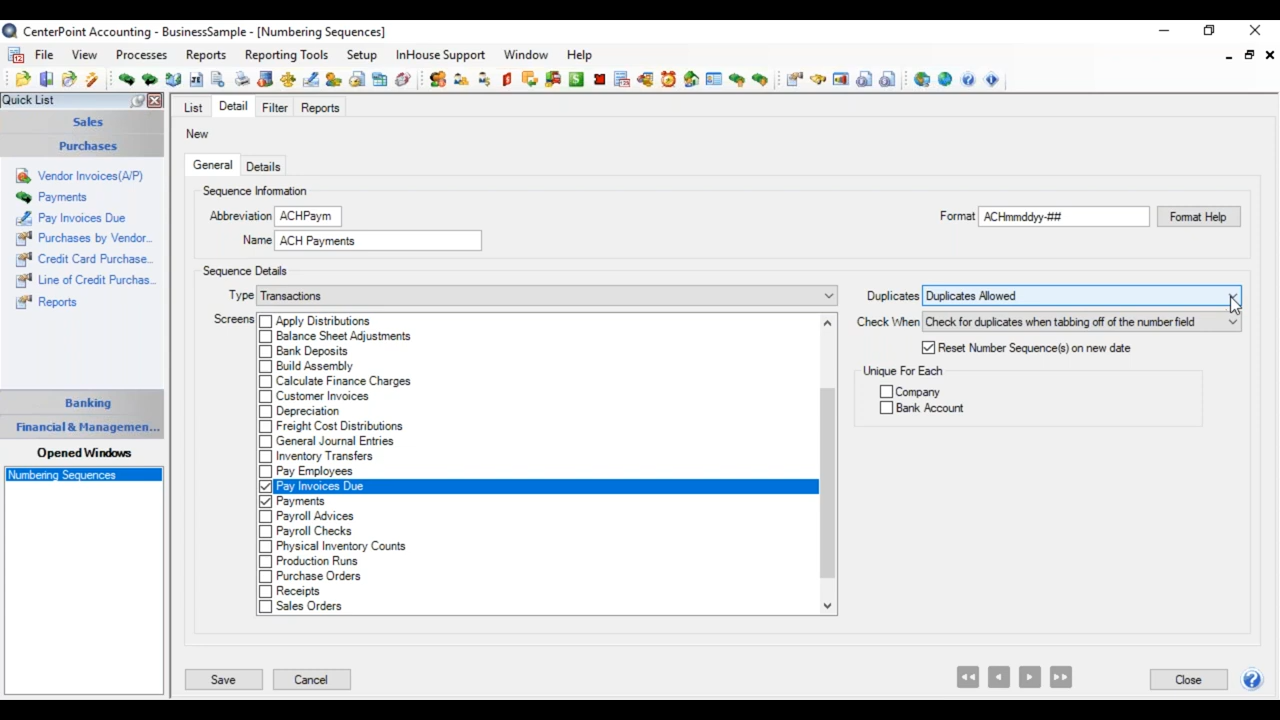 CenterPoint Accounting - BusinessSample - [Numbering Sequences]
File View Processes Reports Reporting Tools Setup InHouse Support Window Help
Quick List
Sales
Purchases
Vendor Invoices(A/P)
Payments
Pay Invoices Due
Purchases by Vendor...
Credit Card Purchase...
Line of Credit Purchas...
Reports
Banking
Financial & Managemen...
Opened Windows
Numbering Sequences
List Detail Filter Reports
New
General Details
Sequence Information
Abbreviation ACHPaym
Format ACHmmddyy-## Format Help
Name ACH Payments
Sequence Details
Type Transactions
Screens Apply Distributions
Balance Sheet Adjustments
Bank Deposits
Build Assembly
Calculate Finance Charges
Customer Invoices
Depreciation
Freight Cost Distributions
General Journal Entries
Inventory Transfers
Pay Employees
Pay Invoices Due
Payments
Payroll Advices
Payroll Checks
Physical Inventory Counts
Production Runs
Purchase Orders
Receipts
Sales Orders
Duplicates Duplicates Allowed
Check When Check for duplicates when tabbing off of the number field
Reset Number Sequence(s) on new date
Unique For Each
Company
Bank Account
Save Cancel Close